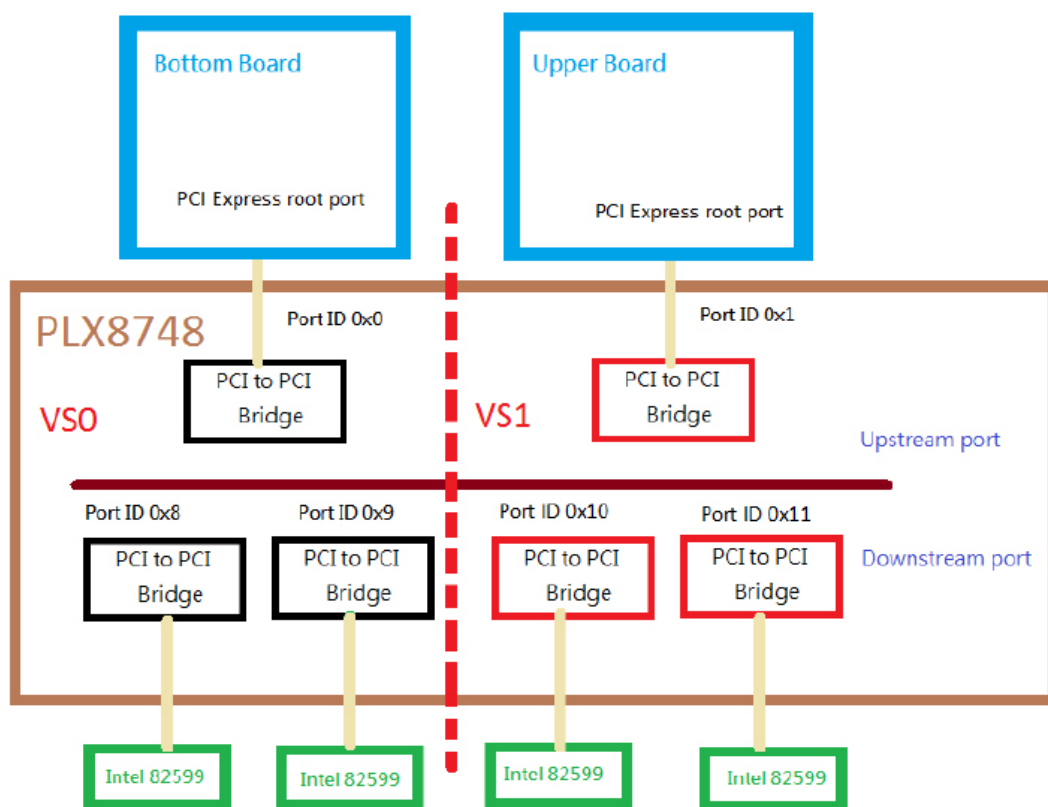 Bottom Board
Upper Board
PCI Express root port
PCI Express root port
Port ID 0x0
Port ID 0x1
PLX8748
PCI to PCI
Bridge
PCI to PCI
Bridge
VS0
VS1
Upstream port
Port ID 0x8
Port ID 0x9
Port ID 0x10
Port ID 0x11
PCI to PCI
Bridge
PCI to PCI
Bridge
PCI to PCI
Bridge
PCI to PCI
Bridge
Downstream port
Intel 82599
Intel 82599
Intel 82599
Intel 82599